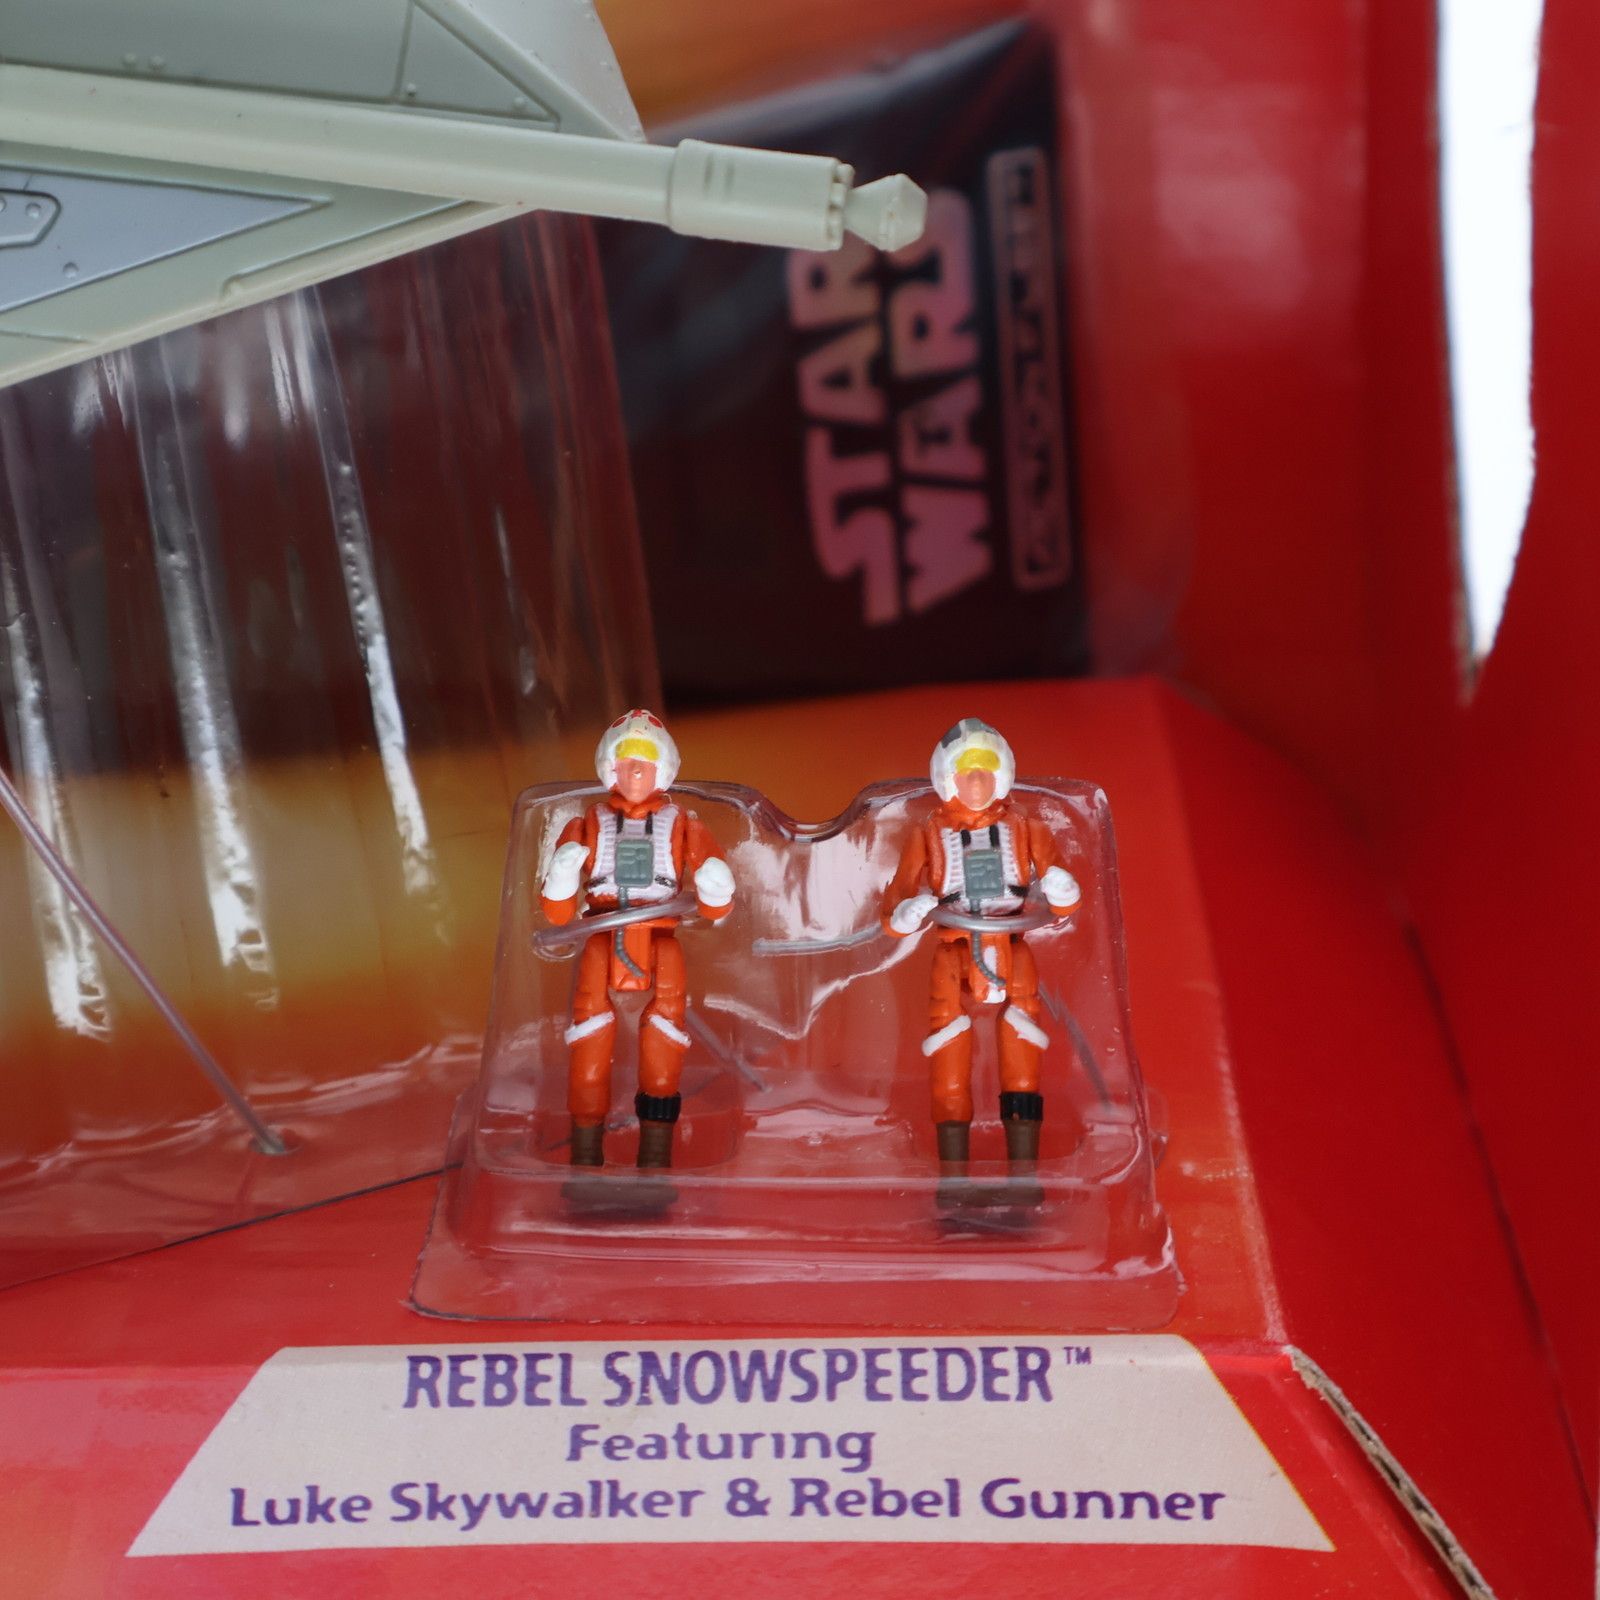 STAR
WARS
REBEL SNOWSPEEDER™
Featuring
Luke Skywalker & Rebel Gunner